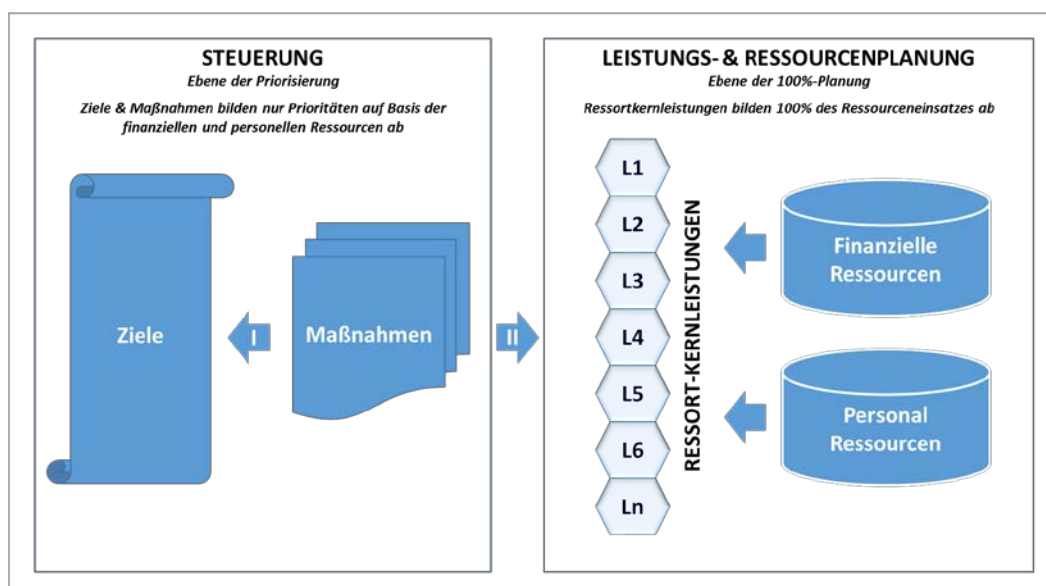 STEUERUNG
Ebene der Priorisierung
Ziele & Maßnahmen bilden nur Prioritäten auf Basis der
finanziellen und personellen Ressourcen ab
Ziele
I
Maßnahmen
II
LEISTUNGS- & RESSOURCENPLANUNG
Ebene der 100%-Planung
Ressortkernleistungen bilden 100% des Ressourceneinsatzes ab
L1
L2
L3
L4
L5
L6
Ln
RESSORT-KERNLEISTUNGEN
Finanzielle
Ressourcen
Personal
Ressourcen